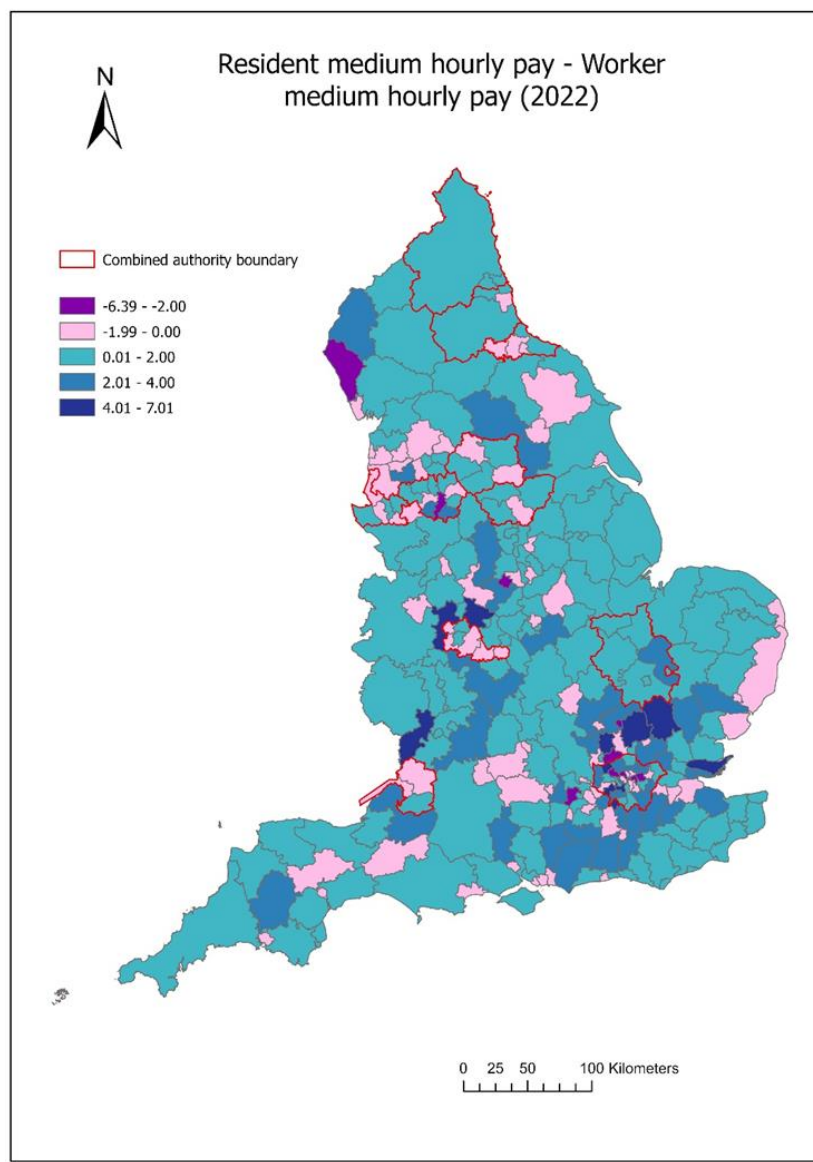 Resident medium hourly pay - Worker
medium hourly pay (2022)
N
Combined authority boundary
-6.39 - -2.00
-1.99 - 0.00
0.01 - 2.00
2.01 - 4.00
4.01 - 7.01
0 25 50 100 Kilometers